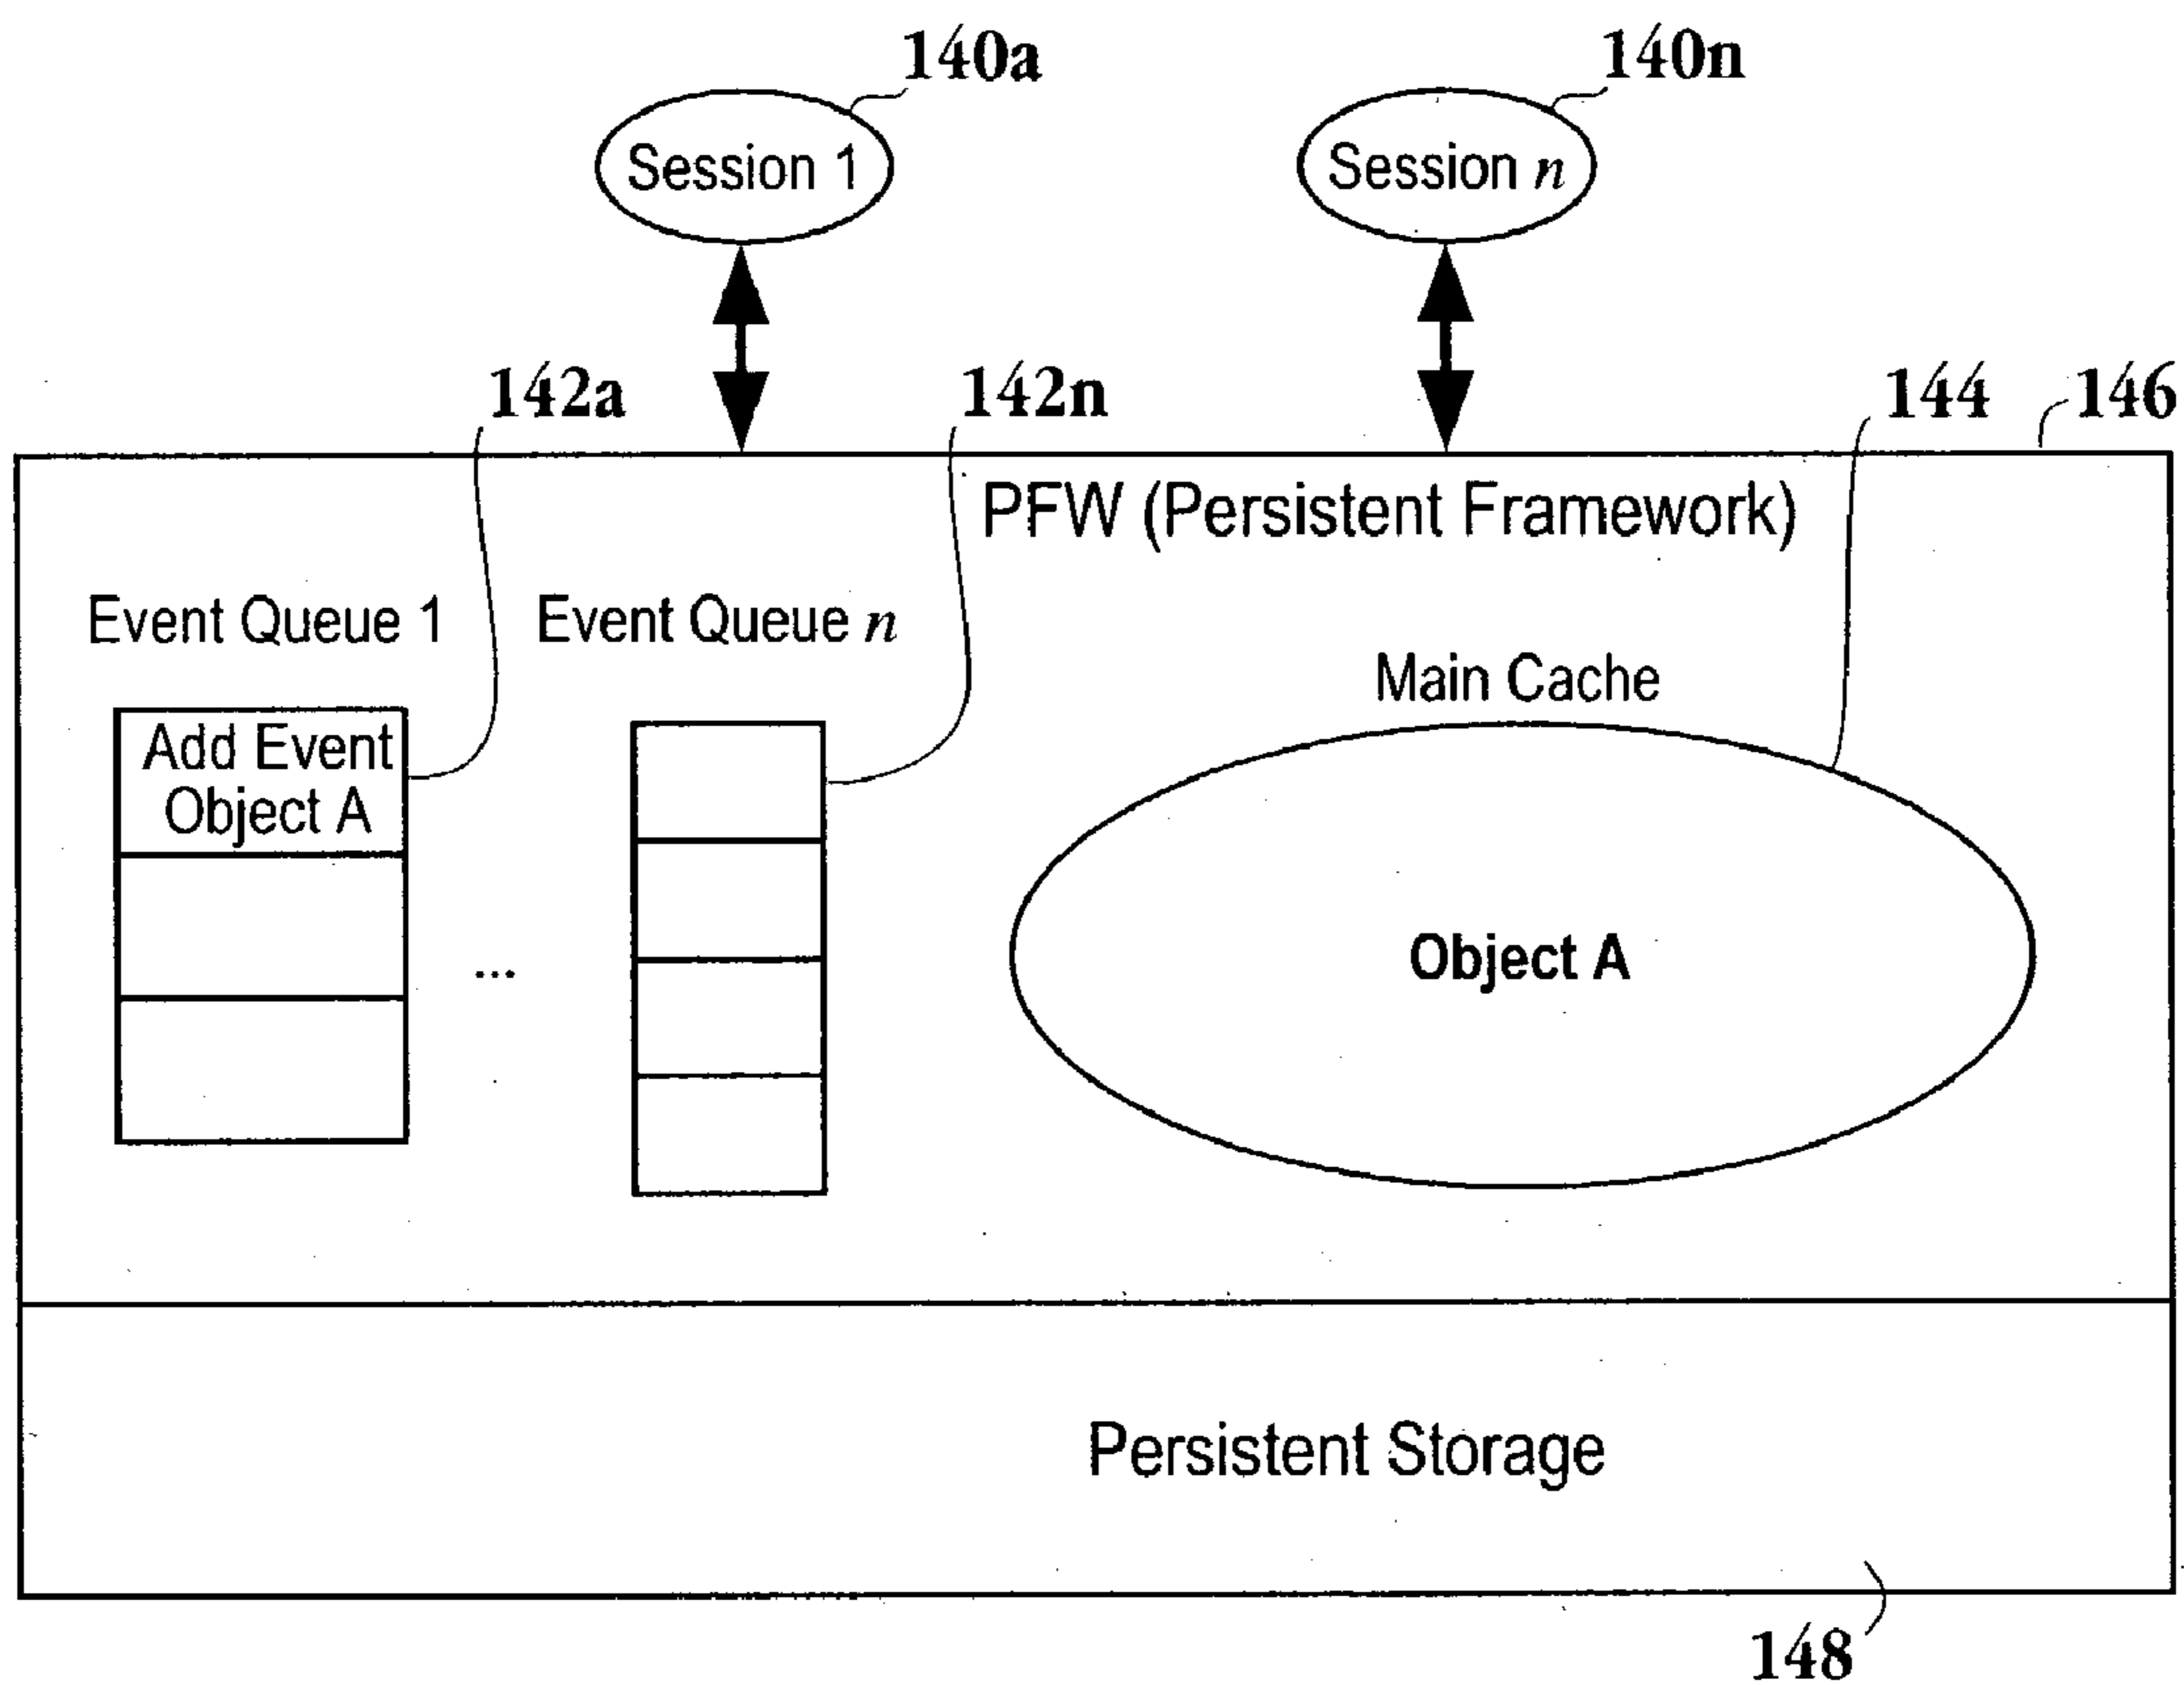 140a
140n
Session 1
Session n
142a
142n
144
146
PFW (Persistent Framework)
Event Queue 1
Event Queue n
Main Cache
Add Event
Object A
...
Object A
Persistent Storage
148